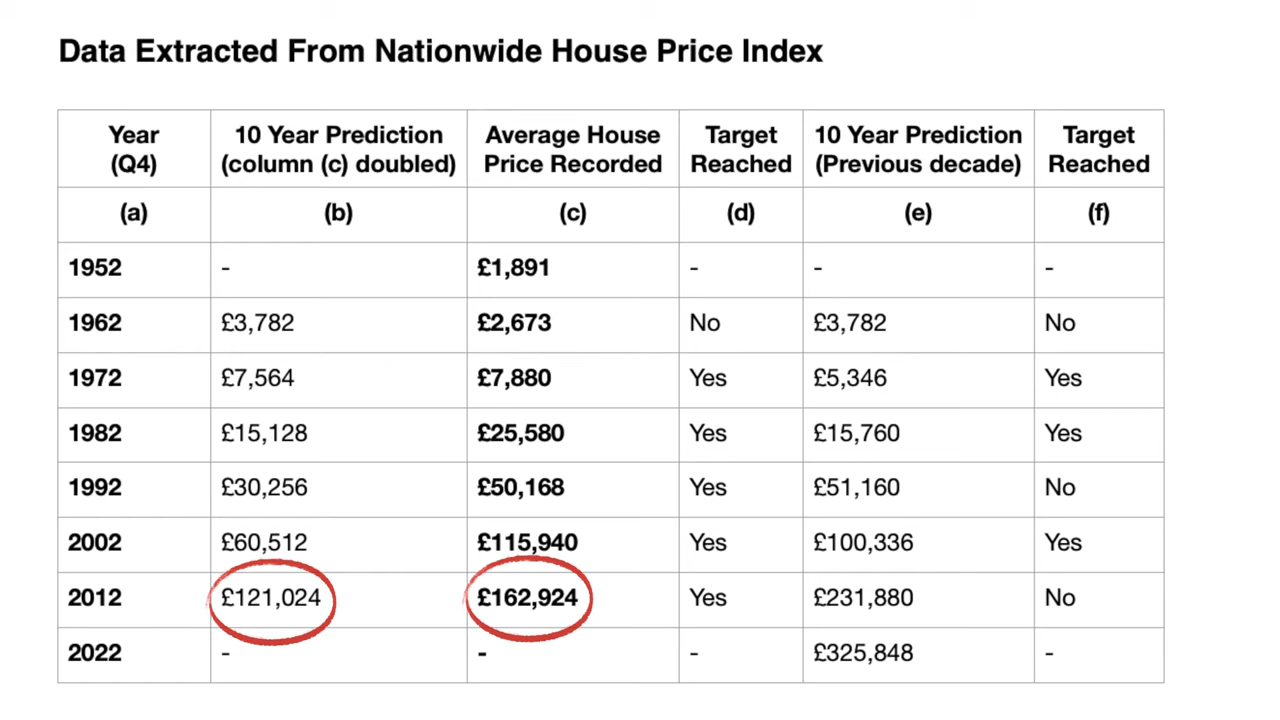 Data Extracted From Nationwide House Price Index
Year (Q4) 10 Year Prediction (column (c) doubled) Average House Price Recorded Target Reached 10 Year Prediction (Previous decade) Target Reached
(a) (b) (c) (d) (e) (f)
1952 - £1,891 - - -
1962 £3,782 £2,673 No £3,782 No
1972 £7,564 £7,880 Yes £5,346 Yes
1982 £15,128 £25,580 Yes £15,760 Yes
1992 £30,256 £50,168 Yes £51,160 No
2002 £60,512 £115,940 Yes £100,336 Yes
2012 £121,024 £162,924 Yes £231,880 No
2022 - - - £325,848 -